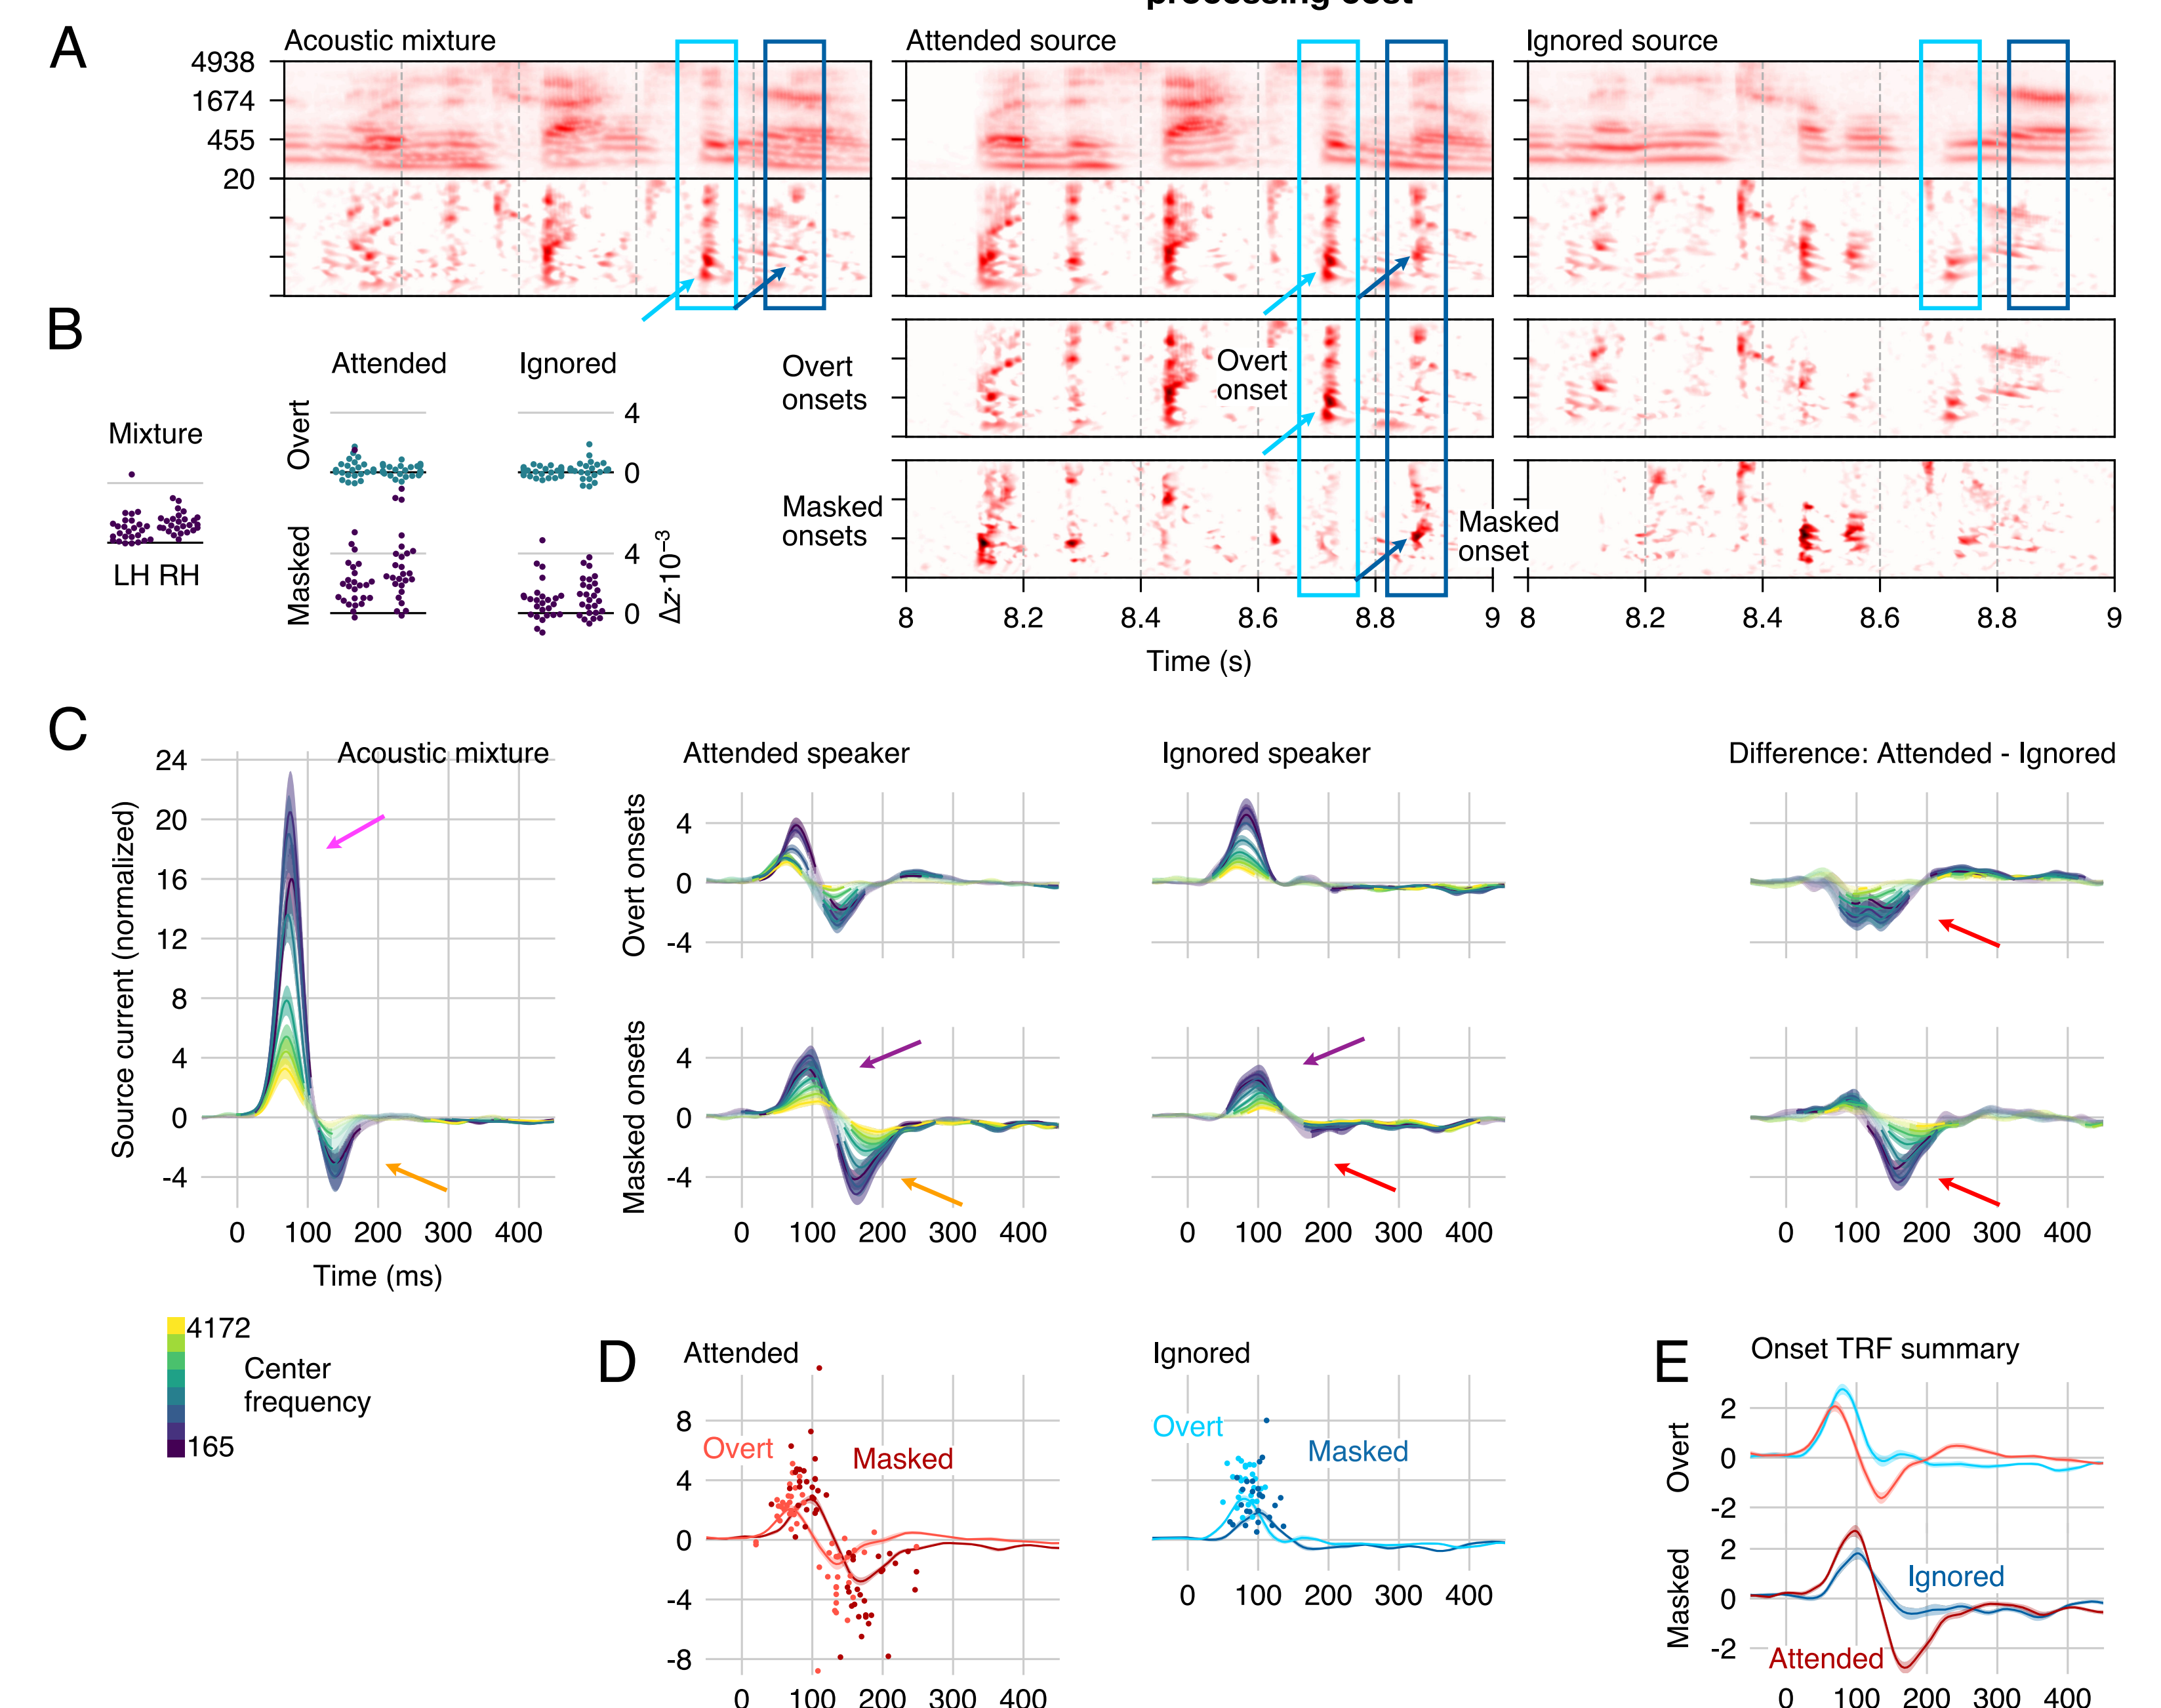 processing cost
A
Acoustic mixture
Attended source
Ignored source
4938
1674
455
20
B
Attended
Ignored
Mixture
Overt
4
0
Masked
4
0
Δz·10⁻³
LH RH
Overt
onsets
Overt
onset
Masked
onsets
Masked
onset
8 8.2 8.4 8.6 8.8 9
8 8.2 8.4 8.6 8.8 9
Time (s)
C
Acoustic mixture
Attended speaker
Ignored speaker
Difference: Attended - Ignored
Source current (normalized)
24
20
16
12
8
4
0
-4
Overt onsets
4
0
-4
Masked onsets
4
0
-4
0 100 200 300 400
0 100 200 300 400
0 100 200 300 400
0 100 200 300 400
Time (ms)
4172
Center
frequency
165
D
Attended
Ignored
Overt
Masked
Overt
Masked
8
4
0
-4
-8
0 100 200 300 400
0 100 200 300 400
E
Onset TRF summary
Overt
2
0
-2
Masked
2
0
-2
Ignored
Attended
0 100 200 300 400